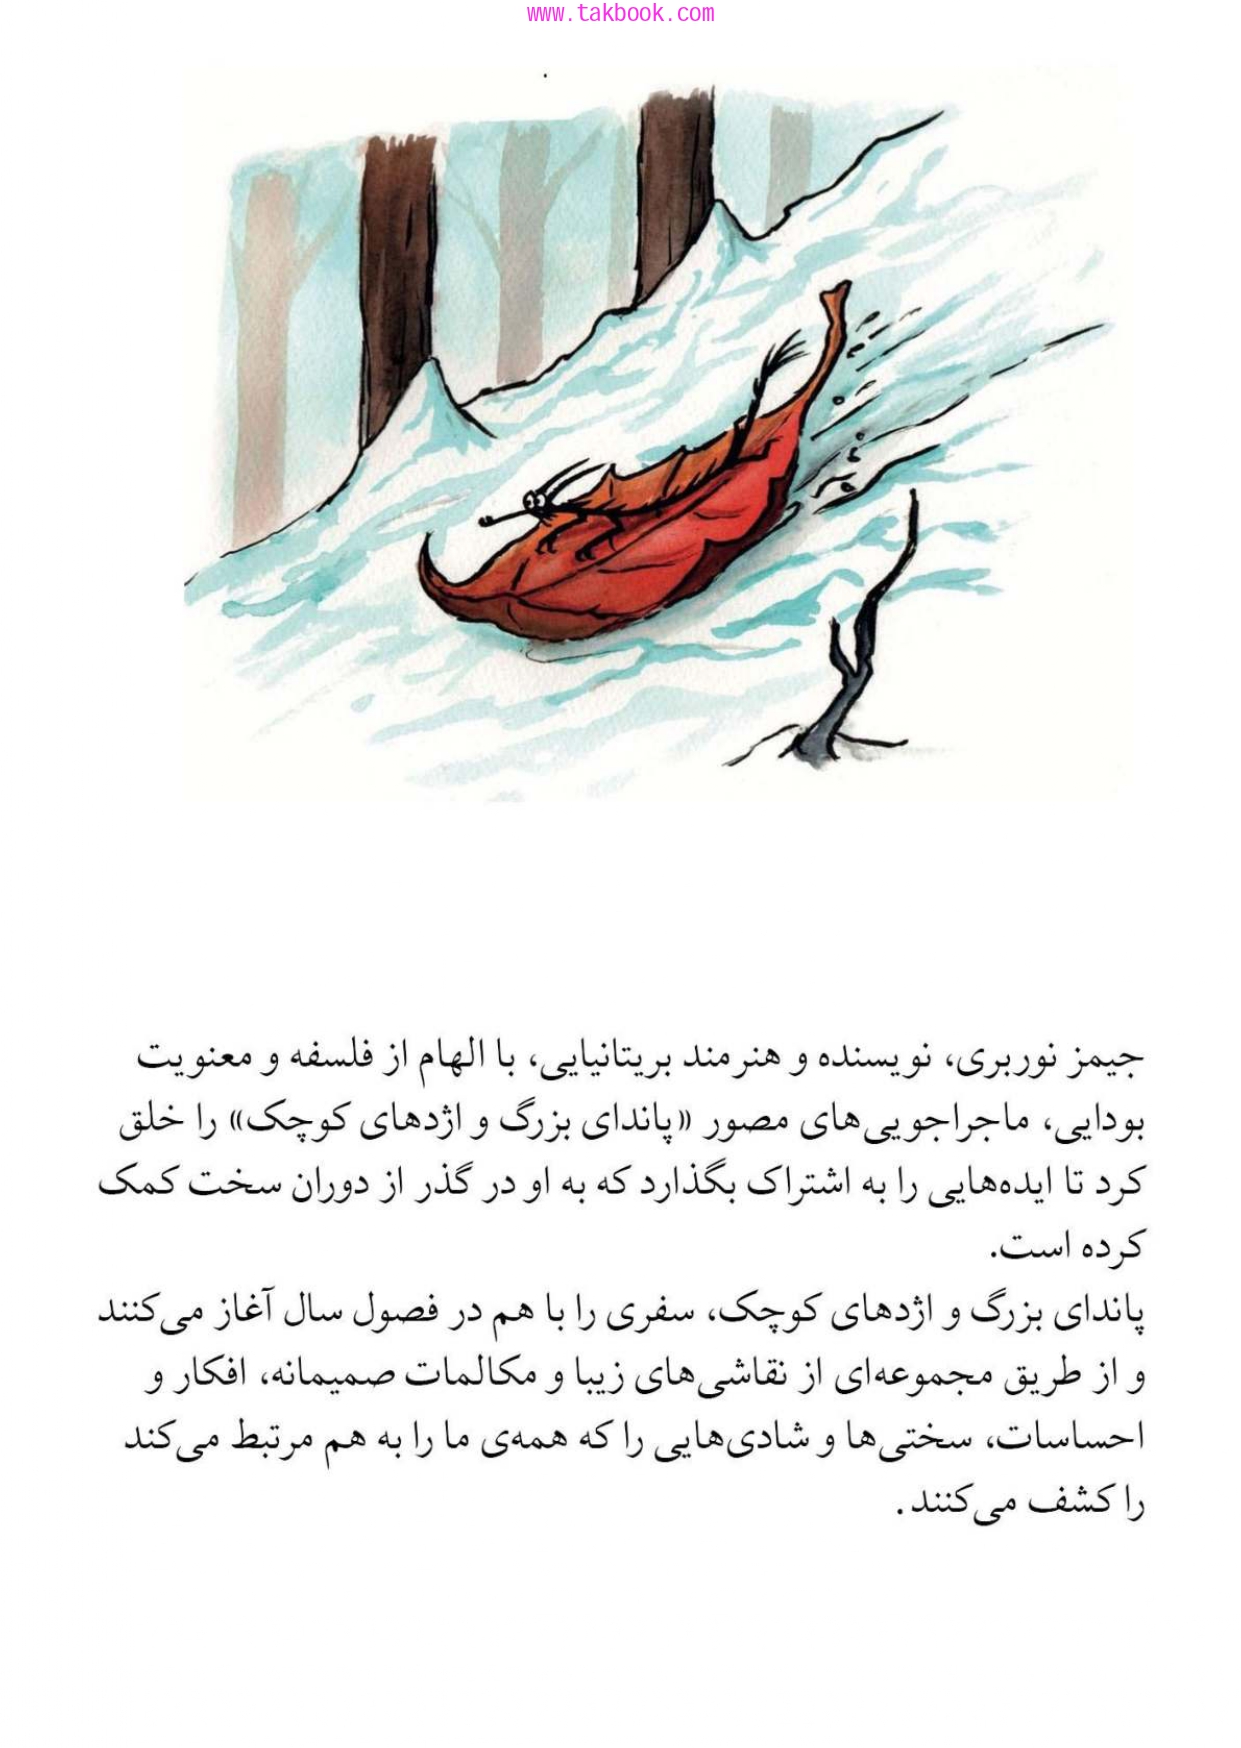 www.takbook.com
جیمز نوربری، نویسنده و هنرمند بریتانیایی، با الهام از فلسفه و معنویت
بودایی، ماجراجویی‌های مصور «پاندای بزرگ و اژدهای کوچک» را خلق
کرد تا ایده‌هایی را به اشتراک بگذارد که به او در گذر از دوران سخت کمک
کرده است.
پاندای بزرگ و اژدهای کوچک، سفری را با هم در فصول سال آغاز می‌کنند
و از طریق مجموعه‌ای از نقاشی‌های زیبا و مکالمات صمیمانه، افکار و
احساسات، سختی‌ها و شادی‌هایی را که همه‌ی ما را به هم مرتبط می‌کند
را کشف می‌کنند.